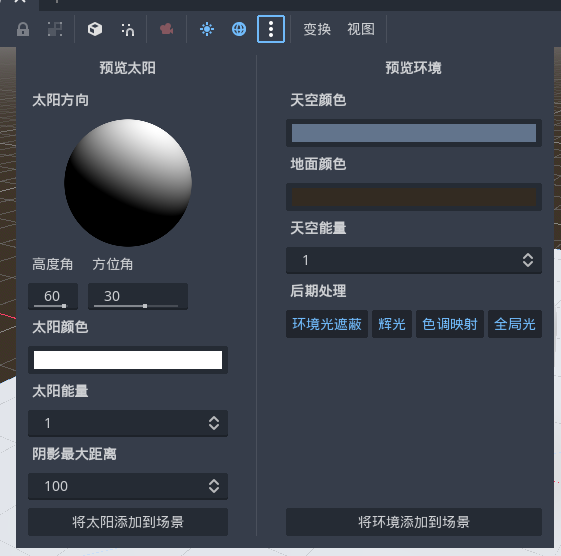 变换 视图
预览太阳
太阳方向
高度角 方位角
60 30
太阳颜色
太阳能量
1
阴影最大距离
100
将太阳添加到场景
预览环境
天空颜色
地面颜色
天空能量
1
后期处理
环境光遮蔽 辉光 色调映射 全局光
将环境添加到场景